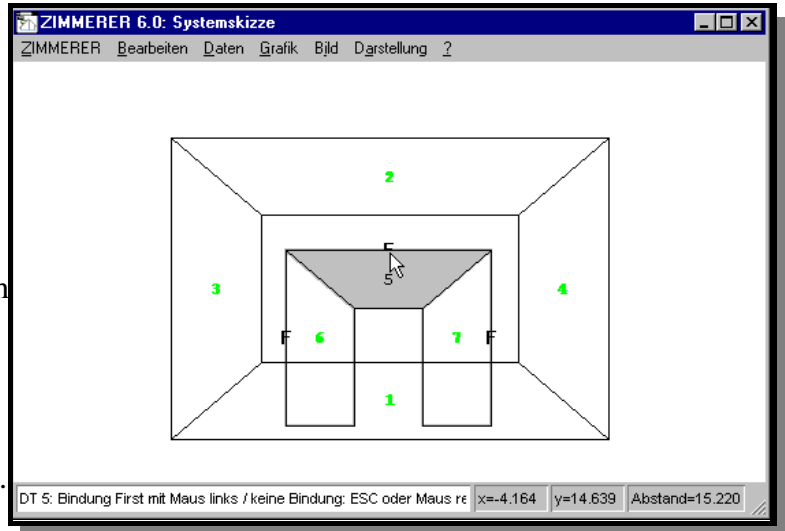 ZIMMERER 6.0: Systemskizze
ZIMMERER Bearbeiten Daten Grafik Bild Darstellung ?
2
F
5
3
4
F 6 7 F
1
n
.
DT 5: Bindung First mit Maus links / keine Bindung: ESC oder Maus re x=-4.164 y=14.639 Abstand=15.220